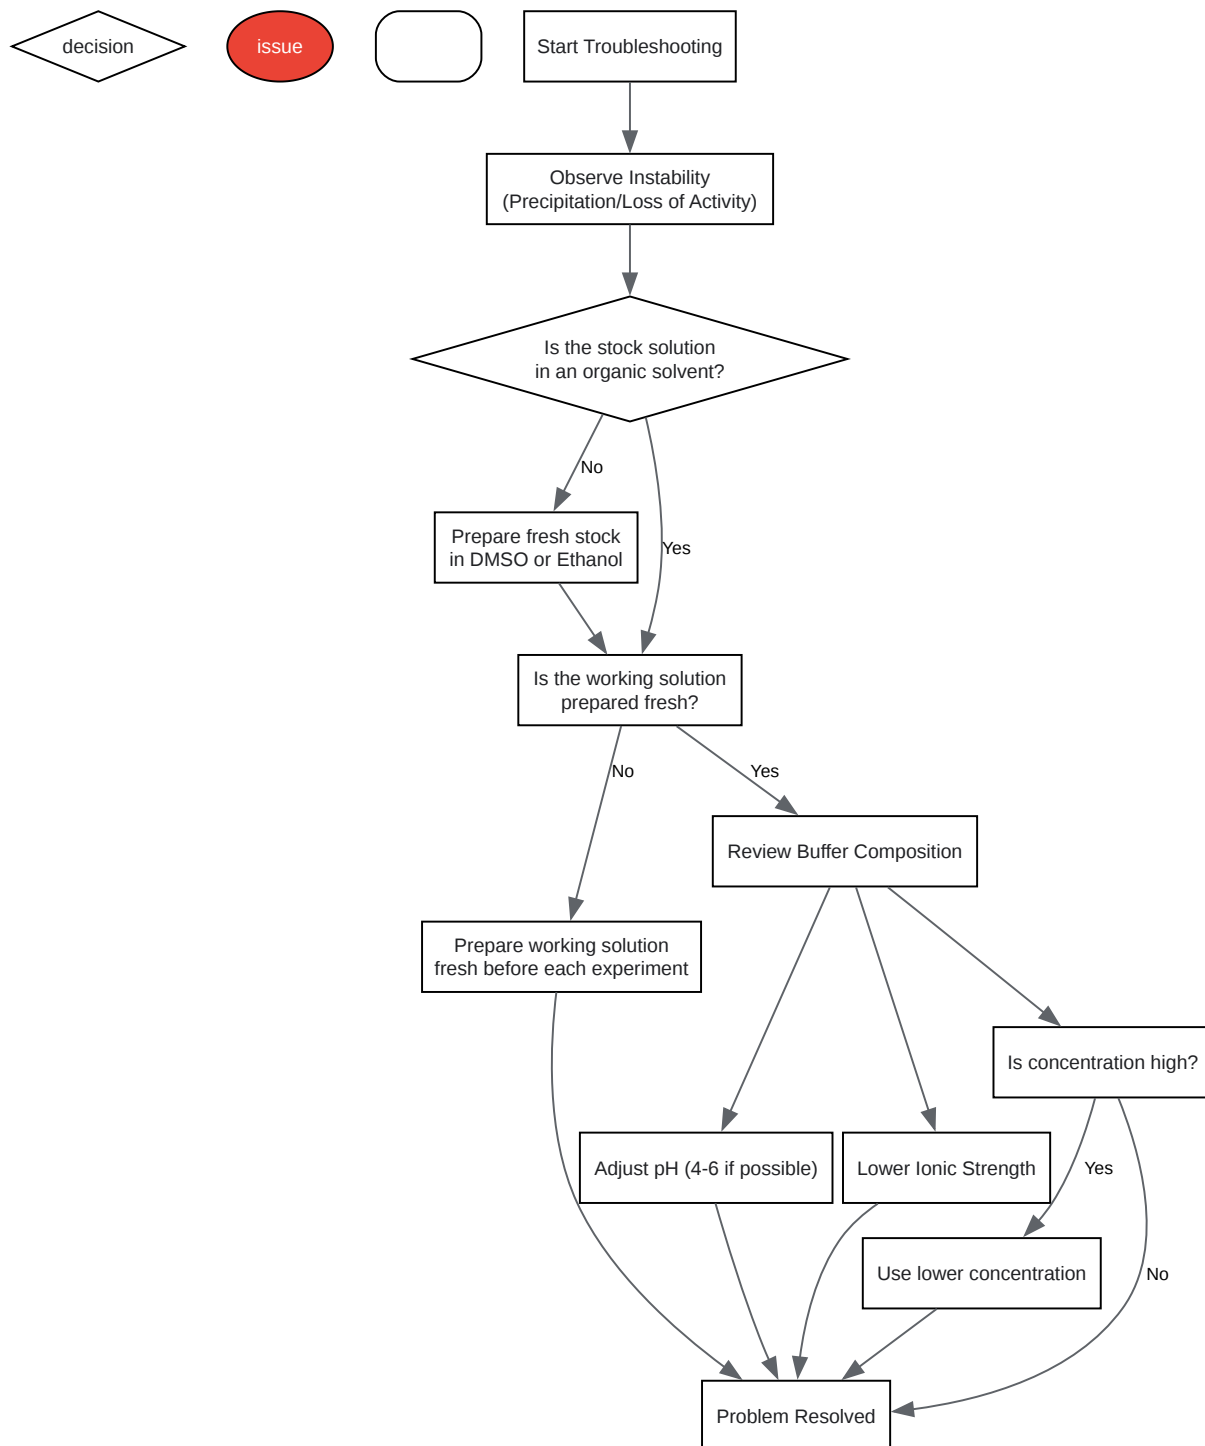 decision
issue
Start Troubleshooting
Observe Instability
(Precipitation/Loss of Activity)
Is the stock solution
in an organic solvent?
No
Prepare fresh stock
in DMSO or Ethanol
Yes
Is the working solution
prepared fresh?
No
Yes
Review Buffer Composition
Prepare working solution
fresh before each experiment
Is concentration high?
Adjust pH (4-6 if possible)
Lower Ionic Strength
Yes
Use lower concentration
No
Problem Resolved